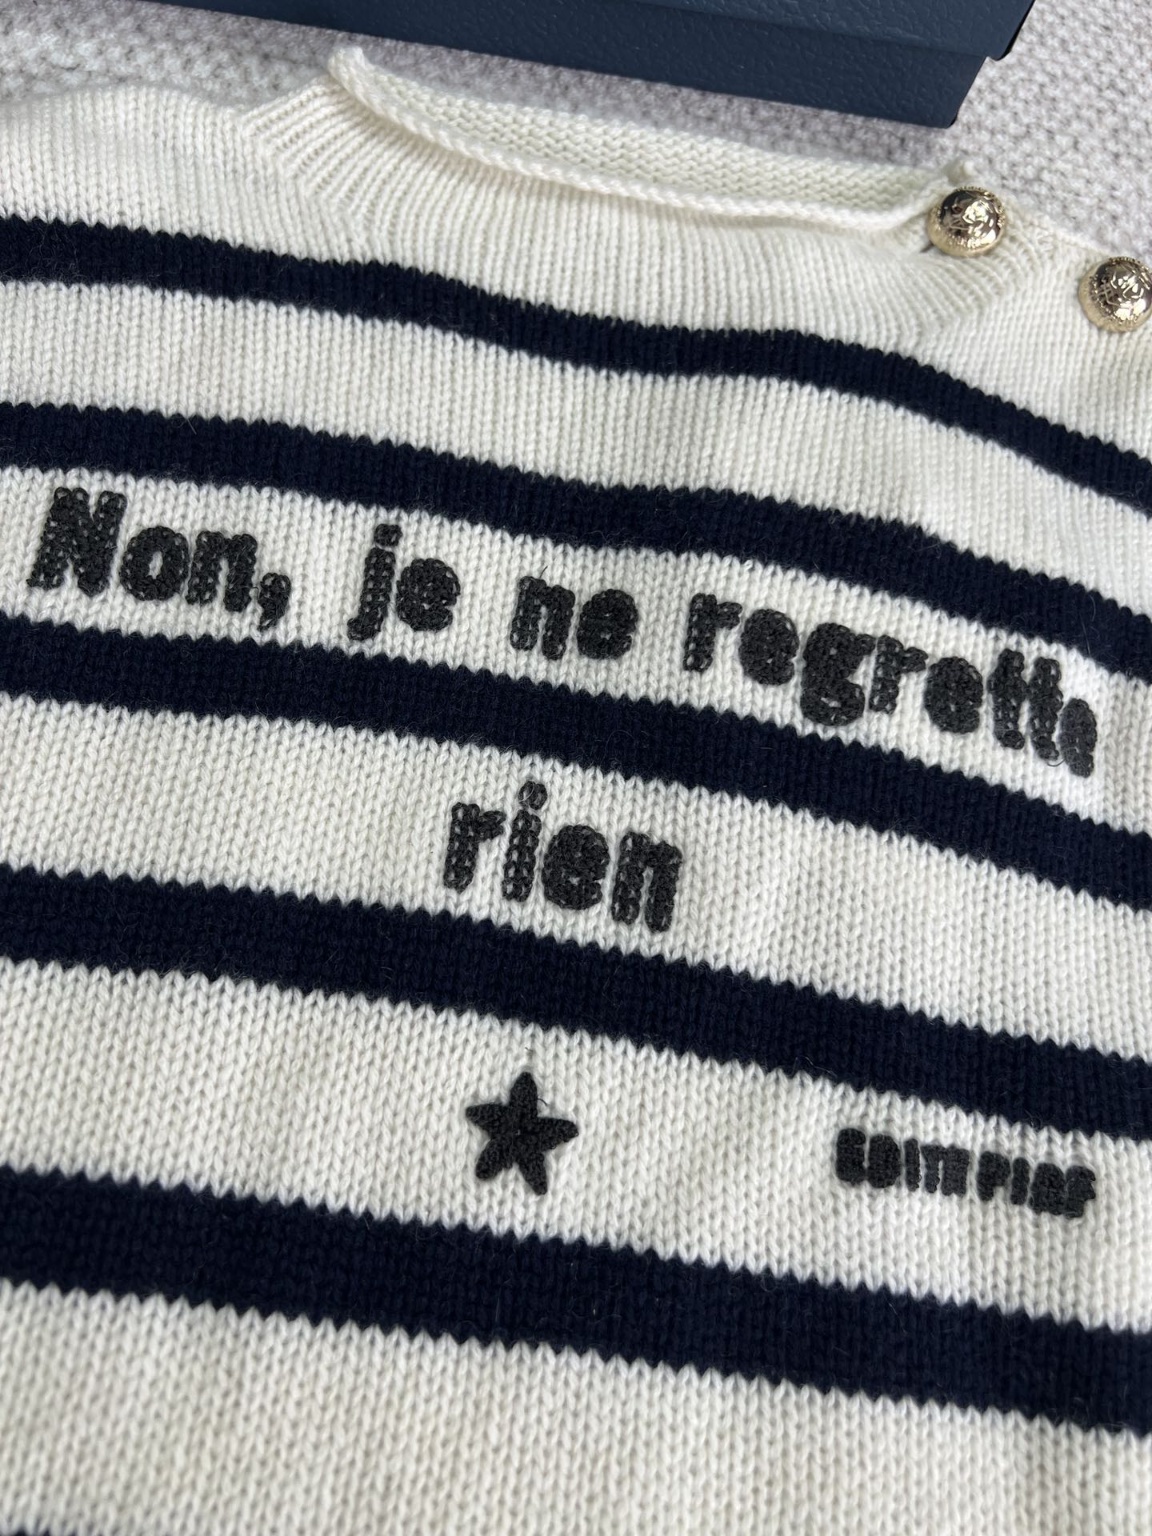 Non, je ne regrette
rien
EDITH PIAF